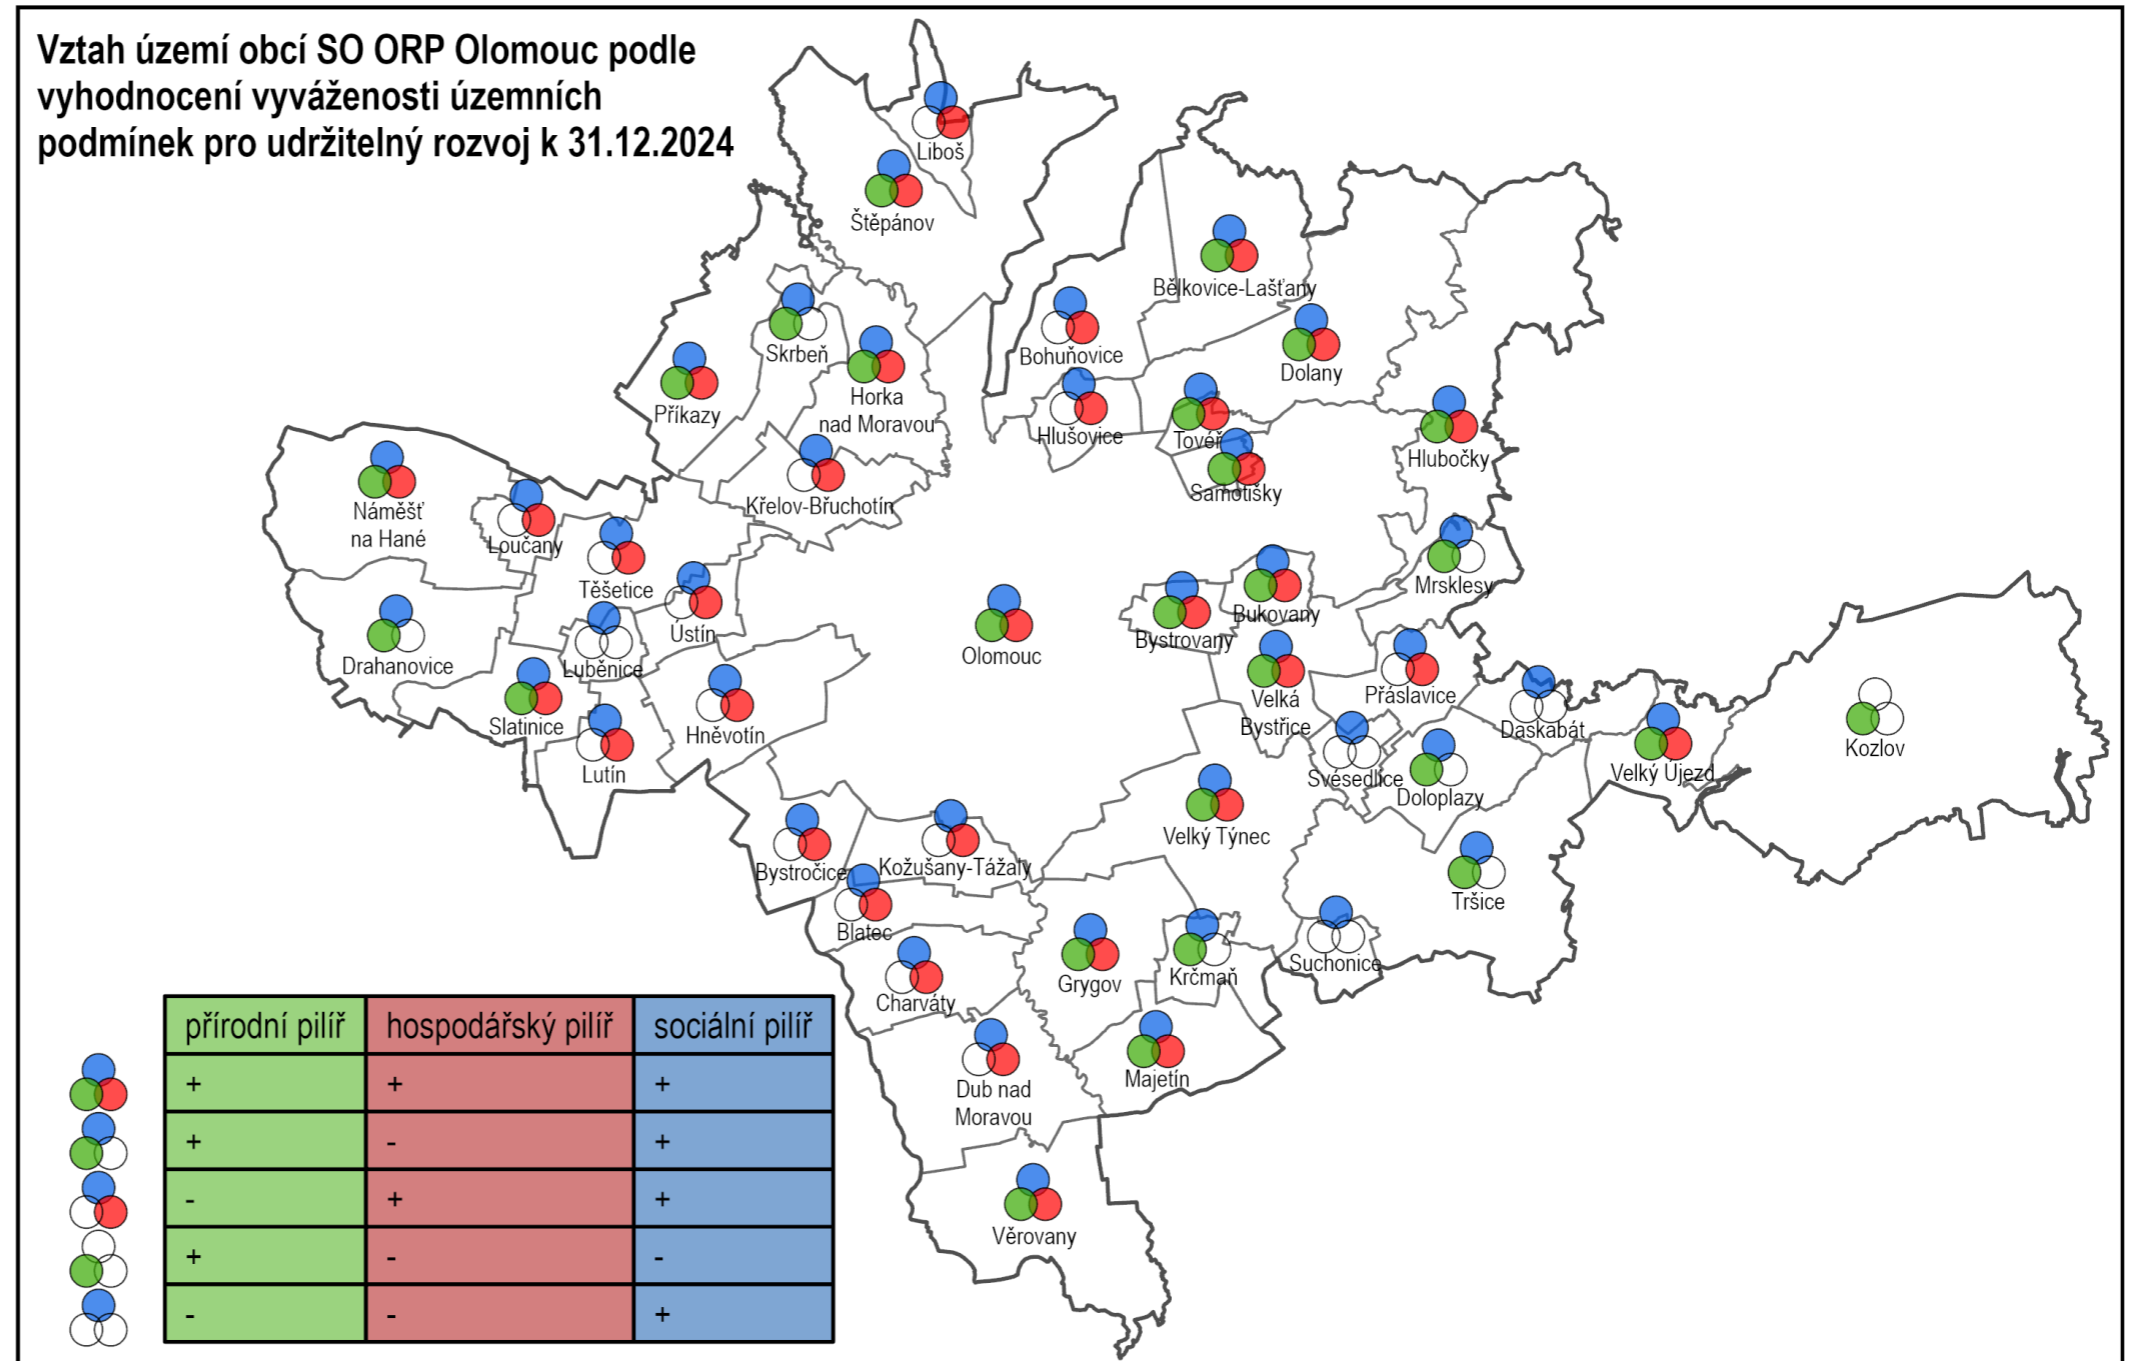 Vztah území obcí SO ORP Olomouc podle
vyhodnocení vyváženosti územních
podmínek pro udržitelný rozvoj k 31.12.2024
Liboš
Štěpánov
Bělkovice-Lašťany
Skrbeň
Bohuňovice
Dolany
Příkazy
Horka
nad Moravou
Hlušovice
Tovéř
Hlubočky
Samotišky
Křelov-Břuchotín
Náměšť
na Hané
Loučany
Těšetice
Mrsklesy
Bukovany
Ústín
Bystrovany
Olomouc
Drahanovice
Luběnice
Přáslavice
Velká
Bystřice
Slatinice
Hněvotín
Daskabát
Kozlov
Lutín
Svésedlice
Velký Újezd
Doloplazy
Velký Týnec
Bystročice
Kožušany-Tážaly
Tršice
Blatec
Suchonice
Grygov
Krčmaň
Charváty
Majetín
Dub nad
Moravou
Věrovany
přírodní pilíř hospodářský pilíř sociální pilíř
+ + +
+ - +
- + +
+ - -
- - +